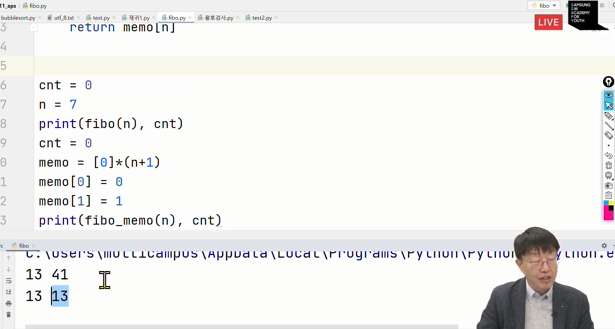 11_aps fibo.py
fibo
LIVE
SAMSUNG
SW
ACADEMY
FOR
YOUTH
bubblesort.py utf_8.txt test.py 재귀1.py fibo.py 괄호검사.py test2.py
3 return memo[n]
4
5
6 cnt = 0
7 n = 7
8 print(fibo(n), cnt)
9 cnt = 0
0 memo = [0]*(n+1)
1 memo[0] = 0
2 memo[1] = 1
3 print(fibo_memo(n), cnt)
fibo
C:\Users\multicampus\AppData\Local\Programs\Python\Python
13 41
13 13